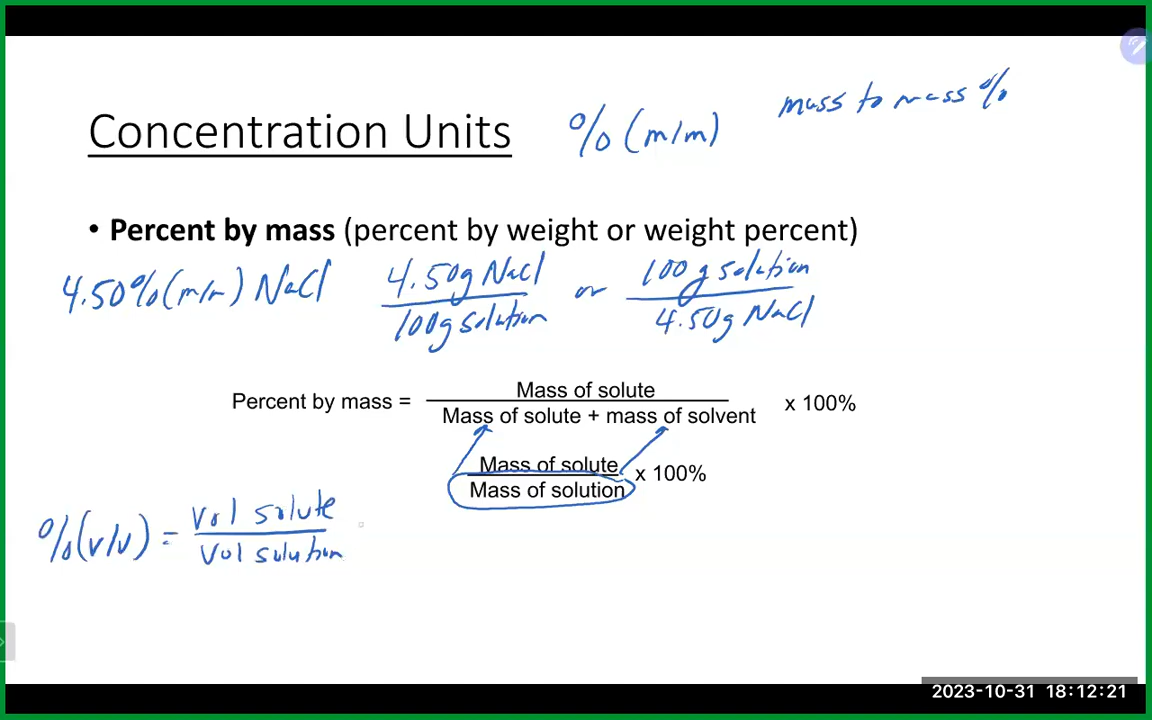 mass to mass %
Concentration Units % (m/m)
• Percent by mass (percent by weight or weight percent)
4.50% (m/m) NaCl 4.50g NaCl or 100 g solution
100g solution 4.50g NaCl
Mass of solute
Percent by mass = x 100%
Mass of solute + mass of solvent
Mass of solute
x 100%
Mass of solution
% (v/v) = Vol solute
Vol solution
2023-10-31 18:12:21